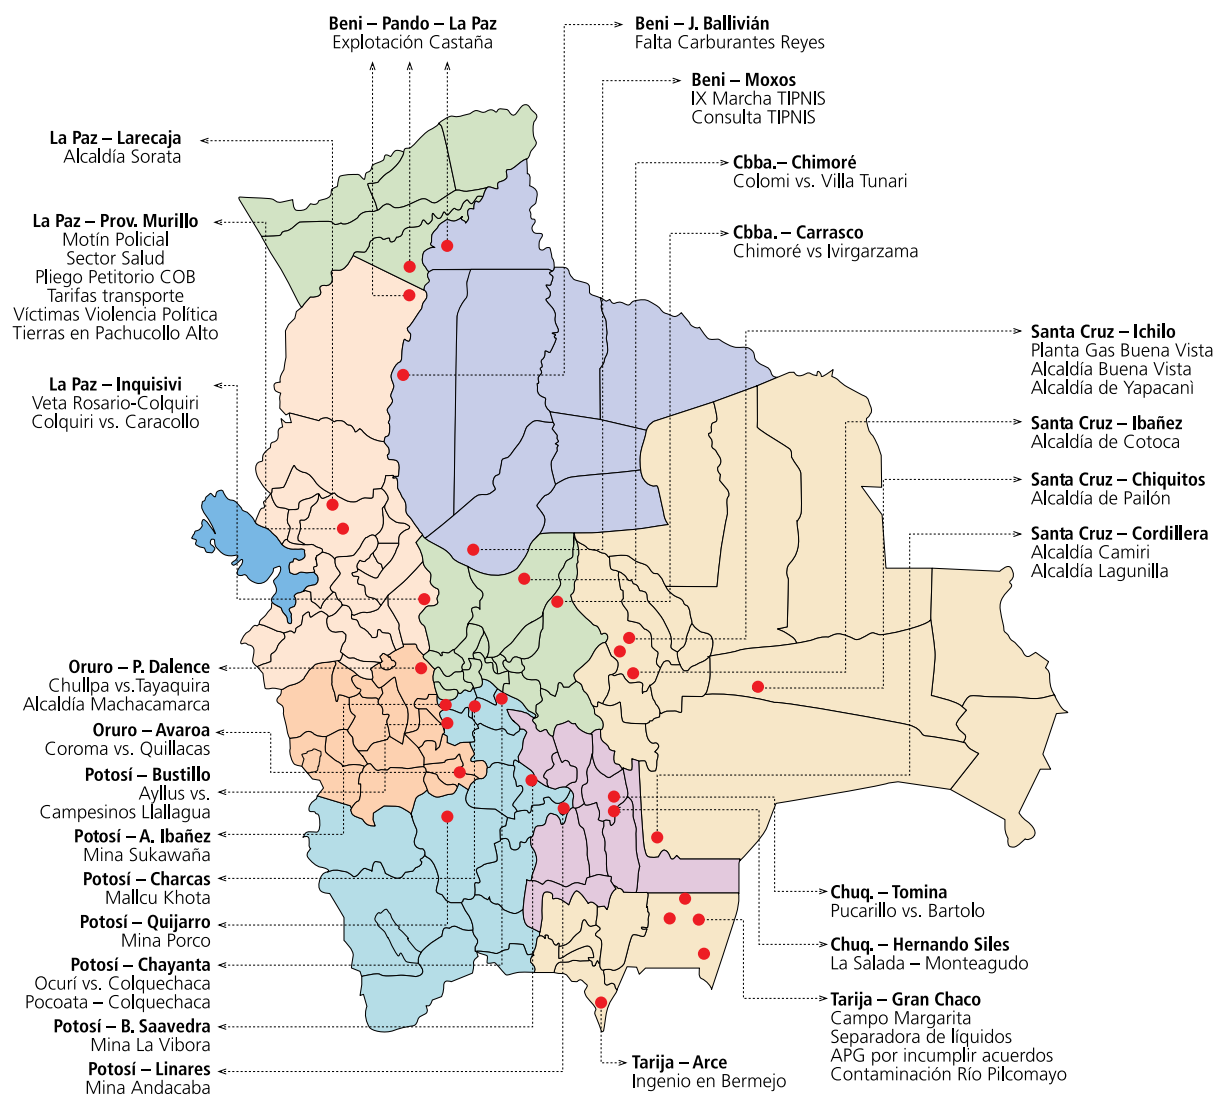 Beni – Pando – La Paz
Explotación Castaña
Beni – J. Ballivián
Falta Carburantes Reyes
Beni – Moxos
IX Marcha TIPNIS
Consulta TIPNIS
La Paz – Larecaja
Alcaldía Sorata
Cbba.– Chimoré
Colomi vs. Villa Tunari
La Paz – Prov. Murillo
Motín Policial
Sector Salud
Pliego Petitorio COB
Tarifas transporte
Víctimas Violencia Política
Tierras en Pachucollo Alto
Cbba. – Carrasco
Chimoré vs Ivirgarzama
Santa Cruz – Ichilo
Planta Gas Buena Vista
Alcaldía Buena Vista
Alcaldía de Yapacanì
La Paz – Inquisivi
Veta Rosario-Colquiri
Colquiri vs. Caracollo
Santa Cruz – Ibañez
Alcaldía de Cotoca
Santa Cruz – Chiquitos
Alcaldía de Pailón
Santa Cruz – Cordillera
Alcaldía Camiri
Alcaldía Lagunilla
Oruro – P. Dalence
Chullpa vs.Tayaquira
Alcaldía Machacamarca
Oruro – Avaroa
Coroma vs. Quillacas
Potosí – Bustillo
Ayllus vs.
Campesinos Llallagua
Potosí – A. Ibañez
Mina Sukawaña
Potosí – Charcas
Mallcu Khota
Potosí – Quijarro
Mina Porco
Potosí – Chayanta
Ocurí vs. Colquechaca
Pocoata – Colquechaca
Potosí – B. Saavedra
Mina La Vibora
Potosí – Linares
Mina Andacaba
Chuq. – Tomina
Pucarillo vs. Bartolo
Chuq. – Hernando Siles
La Salada – Monteagudo
Tarija – Gran Chaco
Campo Margarita
Separadora de líquidos
APG por incumplir acuerdos
Contaminación Río Pilcomayo
Tarija – Arce
Ingenio en Bermejo